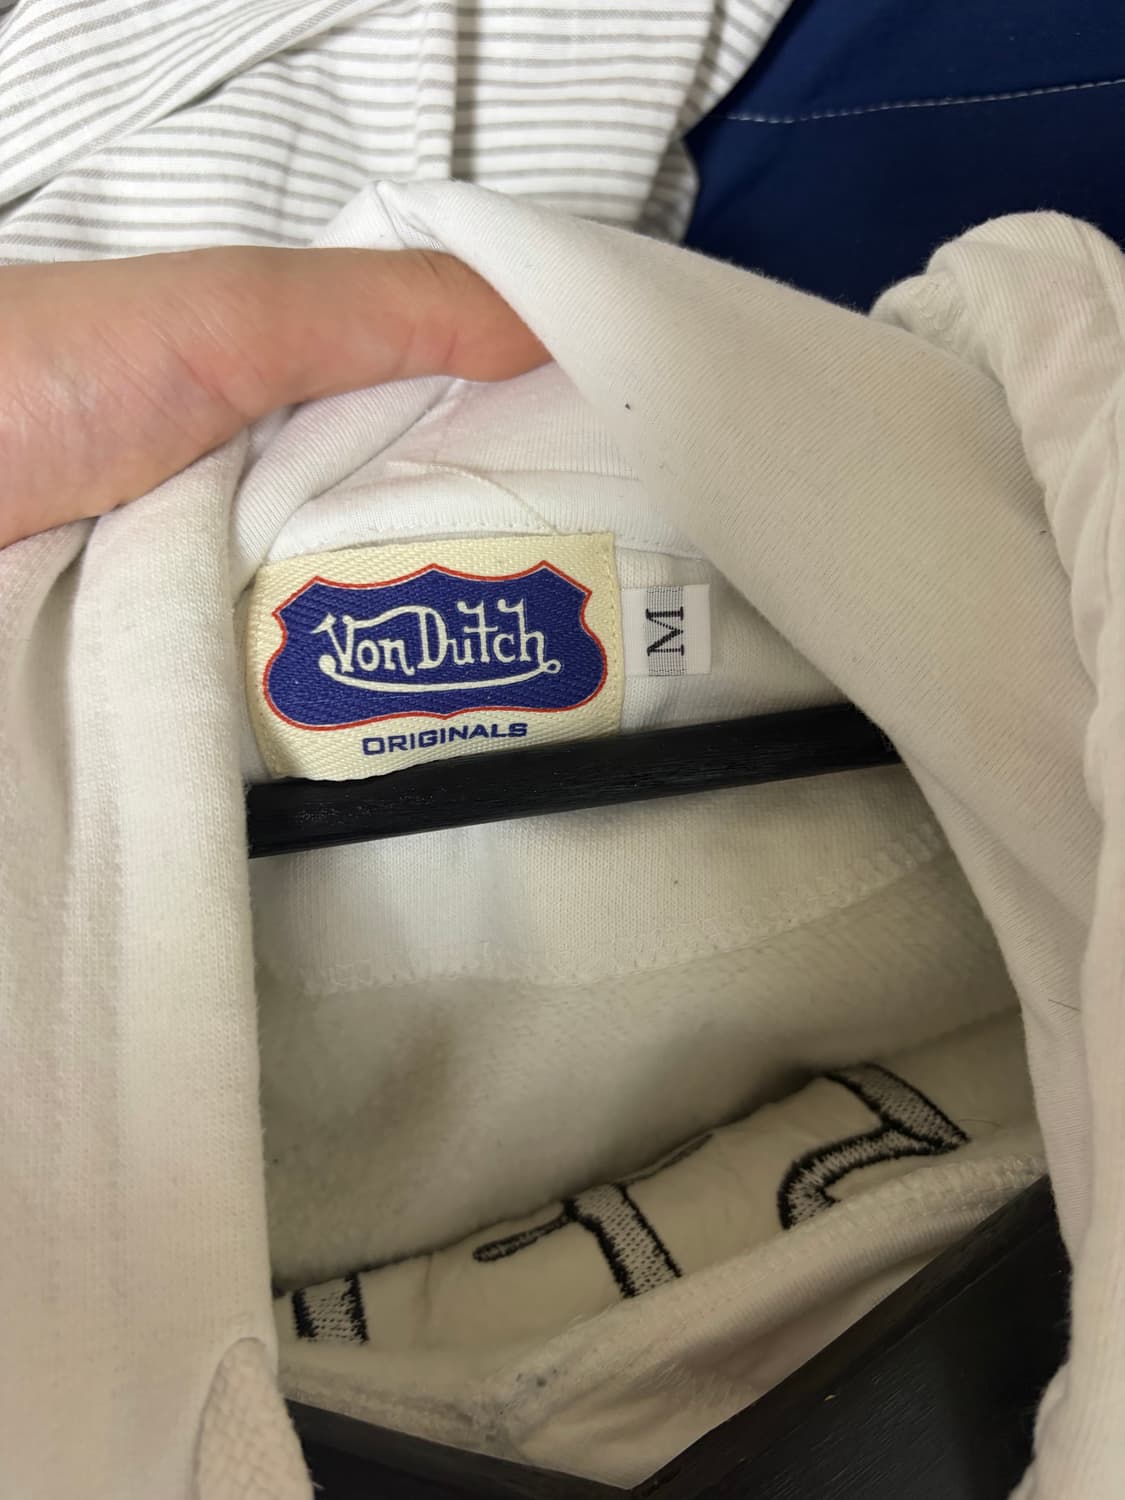 Von Dutch
ORIGINALS
M